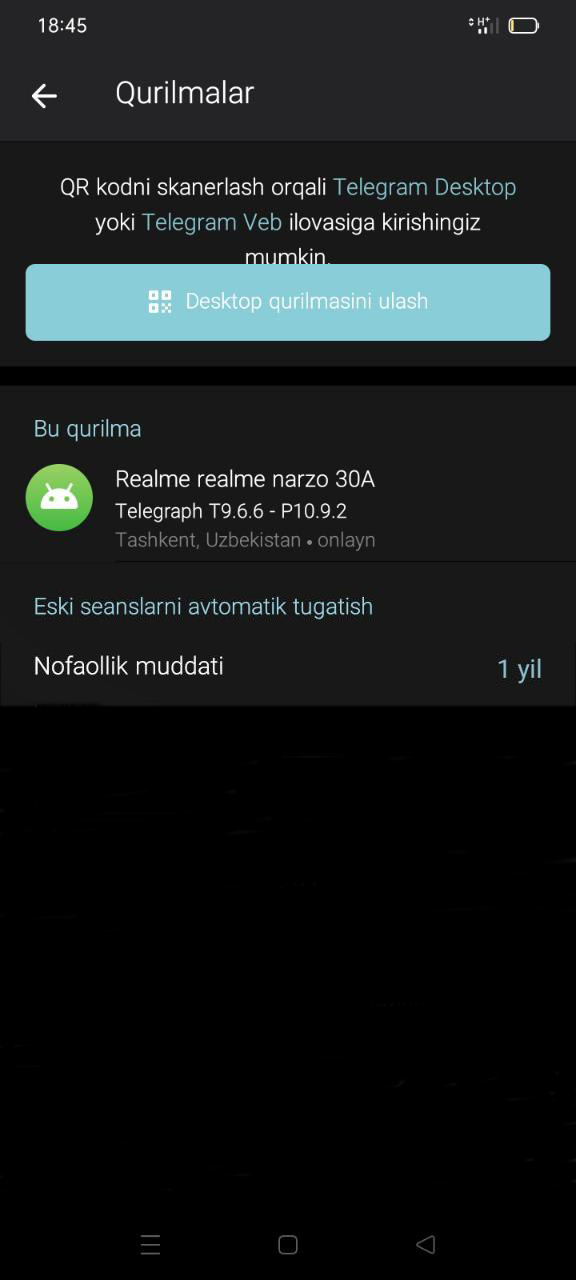 18:45
H+
Qurilmalar
QR kodni skanerlash orqali Telegram Desktop
yoki Telegram Veb ilovasiga kirishingiz
mumkin.
Desktop qurilmasini ulash
Bu qurilma
Realme realme narzo 30A
Telegraph T9.6.6 - P10.9.2
Tashkent, Uzbekistan • onlayn
Eski seanslarni avtomatik tugatish
Nofaollik muddati
1 yil